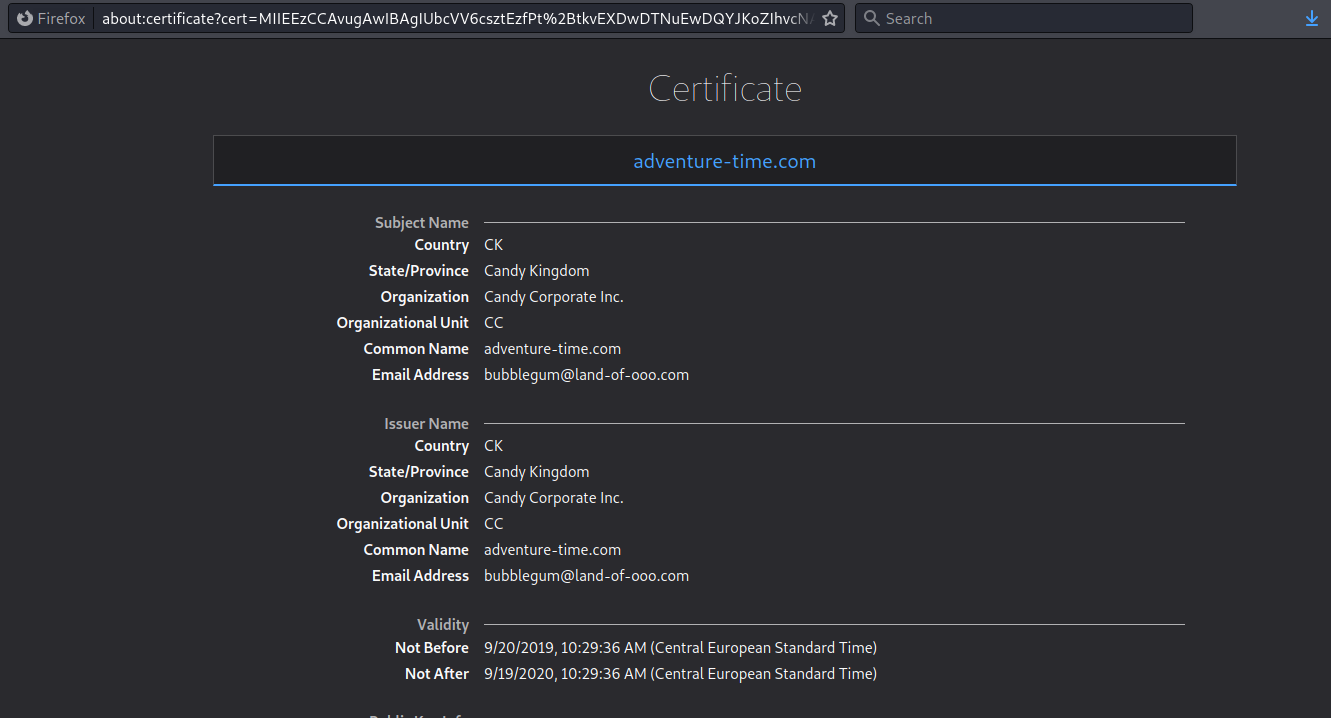 Firefox about:certificate?cert=MIIEEzCCAvugAwIBAgIUbcVV6csztEzfPt%2BtkvEXDwDTNuEwDQYJKoZIhvcN Search
Certificate
adventure-time.com
Subject Name
Country CK
State/Province Candy Kingdom
Organization Candy Corporate Inc.
Organizational Unit CC
Common Name adventure-time.com
Email Address bubblegum@land-of-ooo.com
Issuer Name
Country CK
State/Province Candy Kingdom
Organization Candy Corporate Inc.
Organizational Unit CC
Common Name adventure-time.com
Email Address bubblegum@land-of-ooo.com
Validity
Not Before 9/20/2019, 10:29:36 AM (Central European Standard Time)
Not After 9/19/2020, 10:29:36 AM (Central European Standard Time)